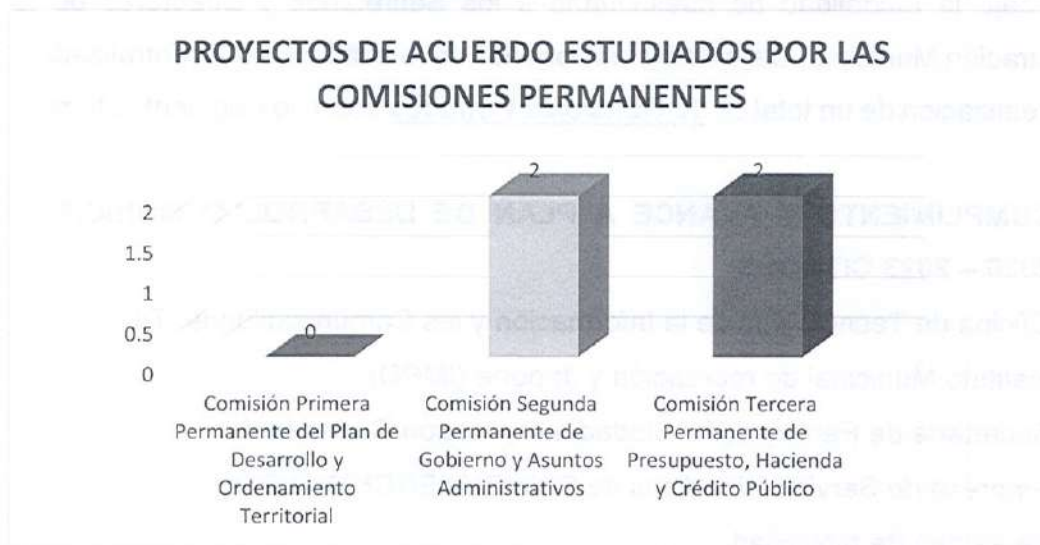 PROYECTOS DE ACUERDO ESTUDIADOS POR LAS
COMISIONES PERMANENTES
2
1.5
1
0.5
0
0
2
2
Comisión Primera
Permanente del Plan de
Desarrollo y
Ordenamiento
Territorial
Comisión Segunda
Permanente de
Gobierno y Asuntos
Administrativos
Comisión Tercera
Permanente de
Presupuesto, Hacienda
y Crédito Público